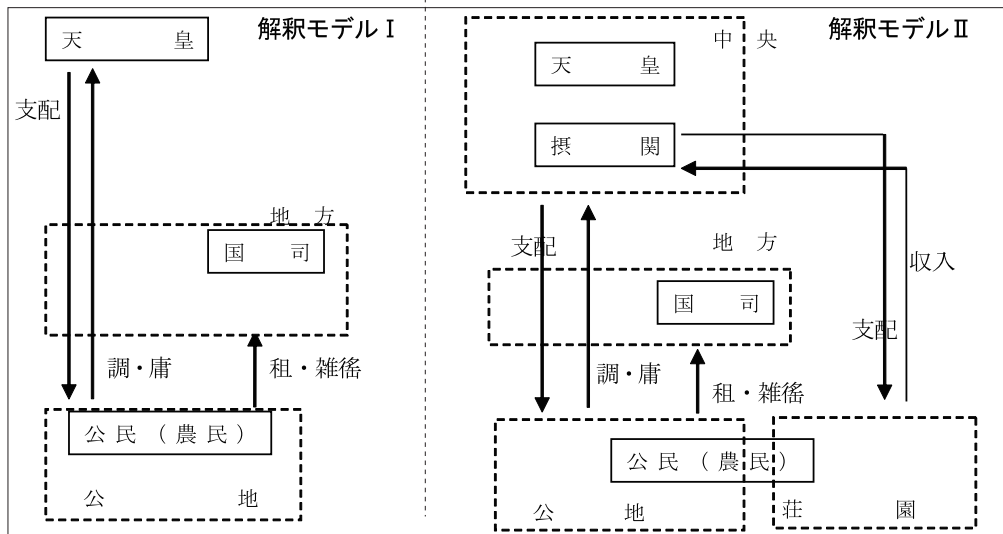 解釈モデルⅠ
天皇
支配
地方
国司
調・庸
租・雑徭
公民(農民)
公地
解釈モデルⅡ
中央
天皇
摂関
支配
地方
国司
収入
支配
調・庸
租・雑徭
公民(農民)
公地
荘園